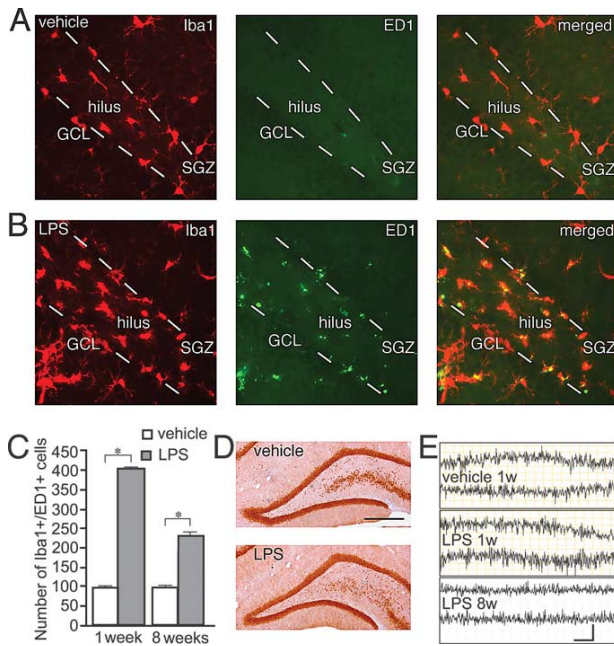 A
vehicle Iba1 ED1 merged
hilus hilus hilus
GCL GCL GCL
SGZ SGZ SGZ
B
LPS Iba1 ED1 merged
hilus hilus hilus
GCL GCL GCL
SGZ SGZ SGZ
C
Number of Iba1+/ED1+ cells
450
400
350
300
250
200
150
100
50
0
vehicle
LPS
*
*
1 week 8 weeks
D
vehicle
LPS
E
vehicle 1w
LPS 1w
LPS 8w